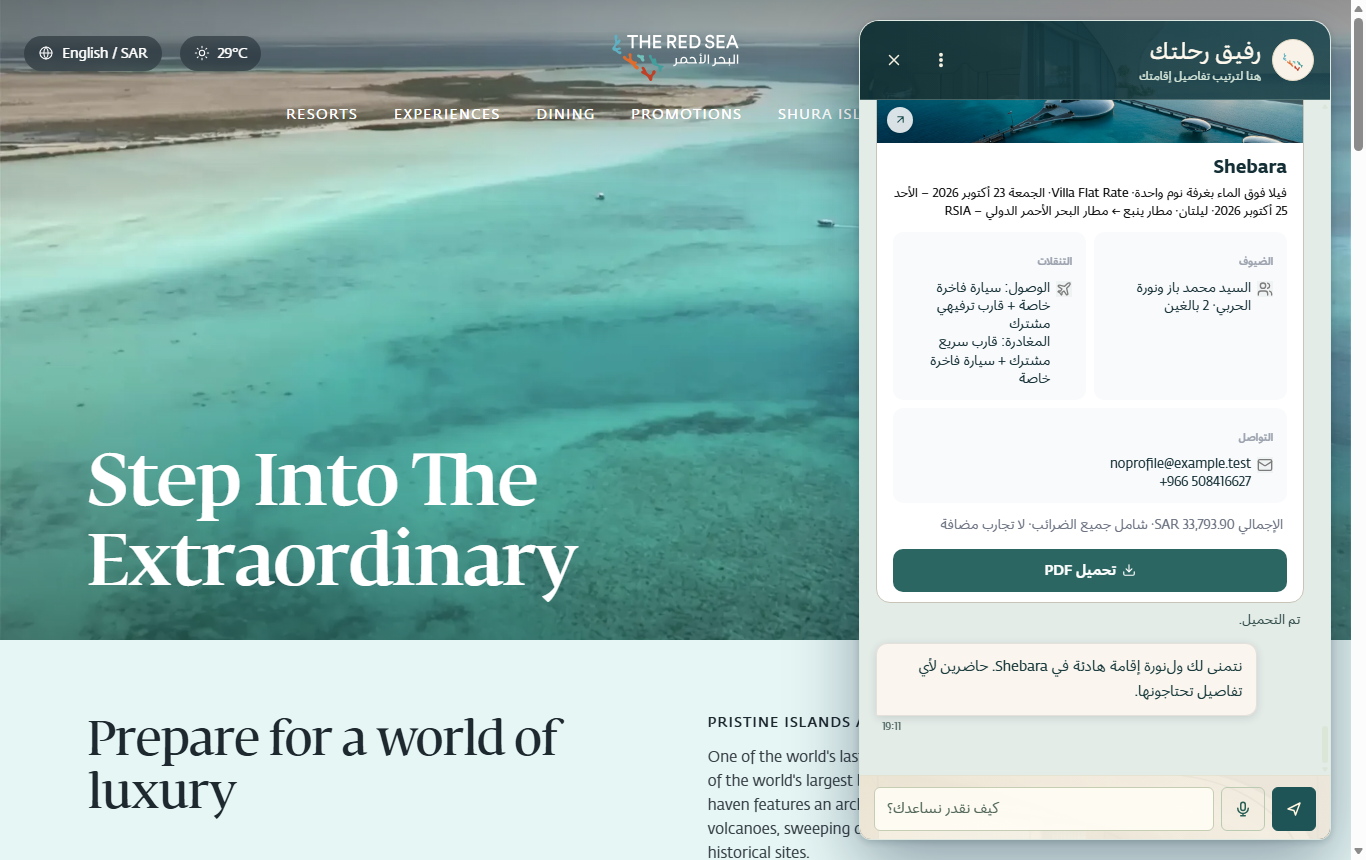 English / SAR
29°C
THE RED SEA
البحر الأحمر
RESORTS
EXPERIENCES
DINING
PROMOTIONS
SHURA ISL
Step Into The
Extraordinary
Prepare for a world of
luxury
PRISTINE ISLANDS
One of the world's las
of the world's largest
haven features an arc
volcanoes, sweeping
historical sites.
رفيق رحلتك
هنا لترتيب تفاصيل إقامتك
Shebara
فيلا فوق الماء بغرفة نوم واحدة· Villa Flat Rate· الجمعة 23 أكتوبر 2026 – الأحد
25 أكتوبر 2026· ليلتان· مطار ينبع ← مطار البحر الأحمر الدولي – RSIA
الضيوف
السيد محمد باز ونورة
الحربي· 2 بالغين
التنقلات
الوصول: سيارة فاخرة
خاصة + قارب ترفيهي
مشترك
المغادرة: قارب سريع
مشترك + سيارة فاخرة
خاصة
التواصل
noprofile@example.test
+966 508416627
الإجمالي SAR 33,793.90· شامل جميع الضرائب· لا تجارب مضافة
تحميل PDF
تم التحميل.
نتمنى لك ولنورة إقامة هادئة في Shebara. حاضرين لأي
تفاصيل تحتاجونها.
19:11
كيف نقدر نساعدك؟